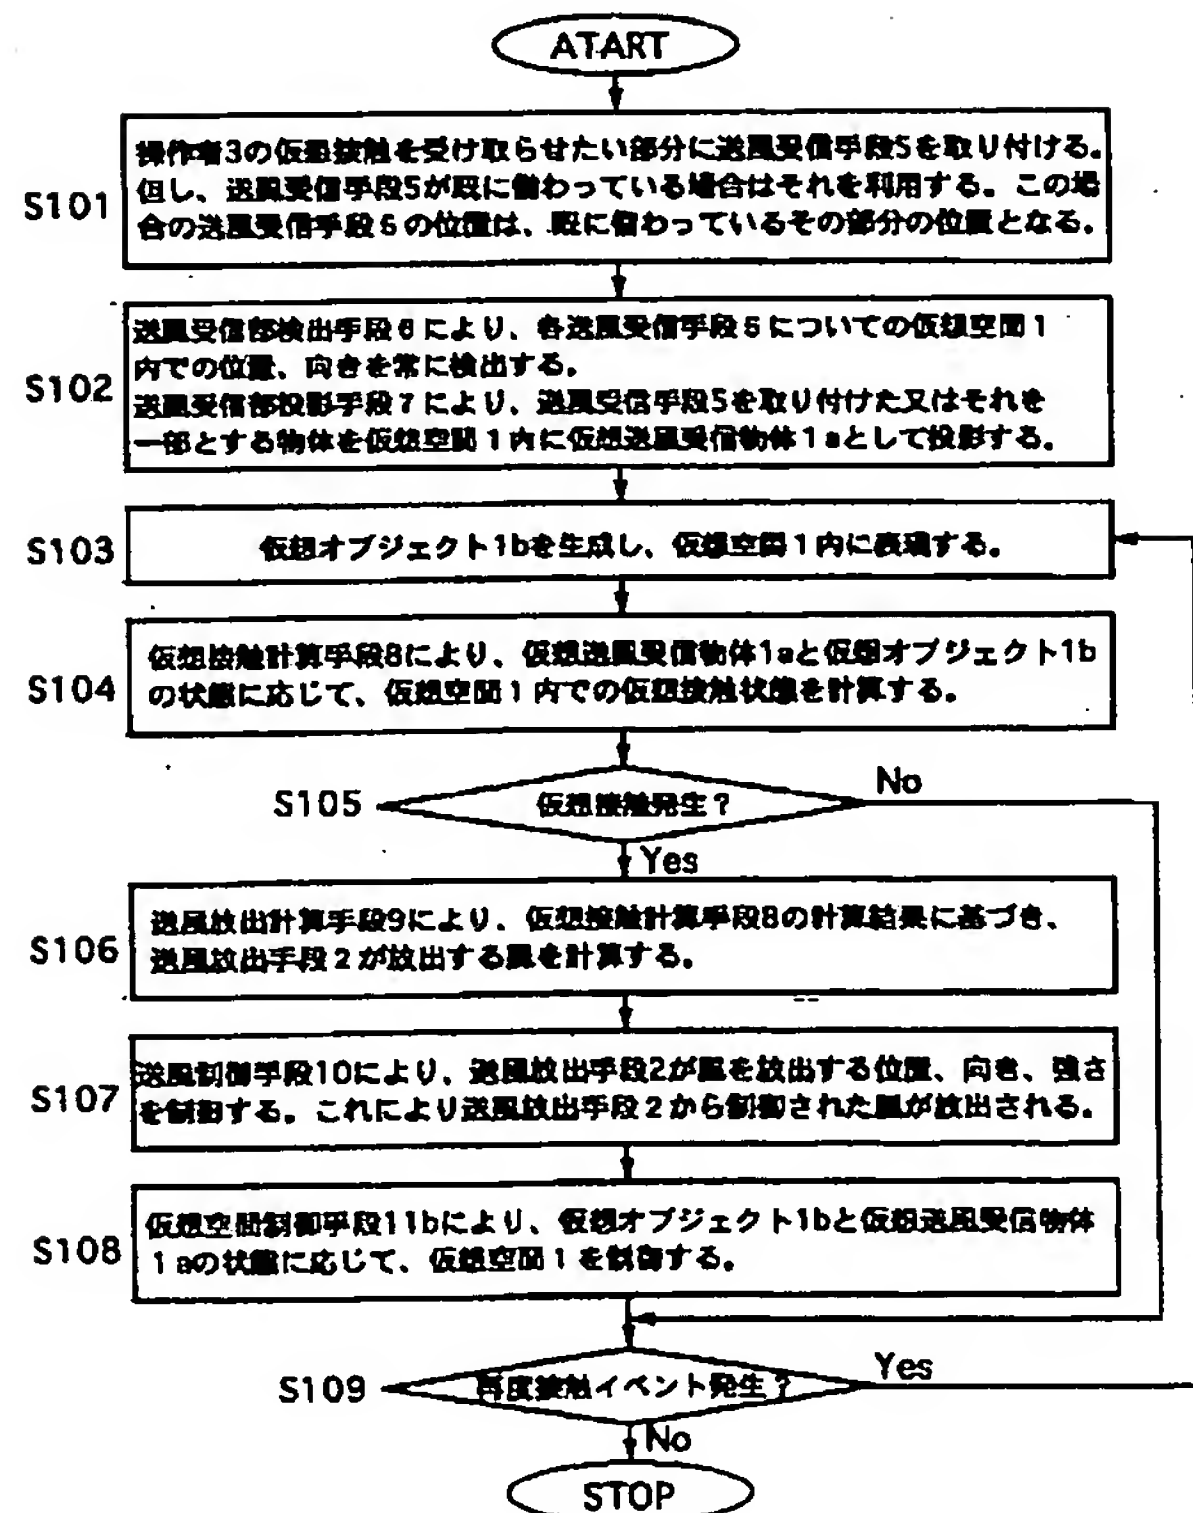 ATART
操作者3の仮想接触を受け取らせたい部分に送風受信手段5を取り付ける。
但し、送風受信手段5が既に備わっている場合はそれを利用する。この場
S101
合の送風受信手段5の位置は、既に備わっているその部分の位置となる。
送風受信部検出手段6により、各送風受信手段5についての仮想空間1
内での位置、向きを常に検出する。
S102
送風受信部投影手段7により、送風受信手段5を取り付けた又はそれを
一部とする物体を仮想空間1内に仮想送風受信物体1aとして投影する。
S103
仮想オブジェクト1bを生成し、仮想空間1内に表現する。
仮想接触計算手段8により、仮想送風受信物体1aと仮想オブジェクト1b
S104
の状態に応じて、仮想空間1内での仮想接触状態を計算する。
No
S105
仮想接触発生?
Yes
送風放出計算手段9により、仮想接触計算手段8の計算結果に基づき、
S106
送風放出手段2が放出する風を計算する。
送風制御手段10により、送風放出手段2が風を放出する位置、向き、強さ
S107
を制御する。これにより送風放出手段2から制御された風が放出される。
仮想空間制御手段11bにより、仮想オブジェクト1bと仮想送風受信物体
S108
1aの状態に応じて、仮想空間1を制御する。
Yes
S109
再度接触イベント発生?
No
STOP